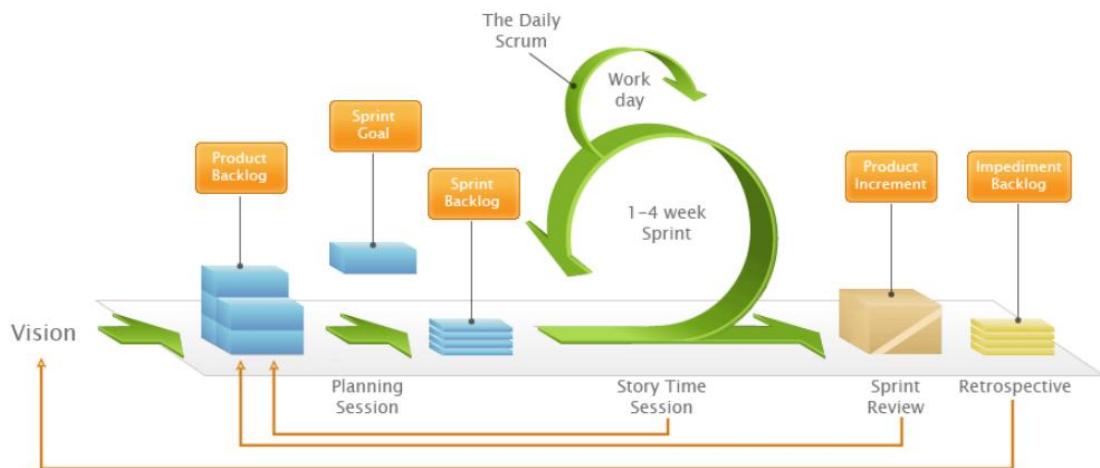 The Daily
Scrum
Work
day
Sprint
Goal
Product
Backlog
Sprint
Backlog
Product
Increment
Impediment
Backlog
1-4 week
Sprint
Vision
Planning
Session
Story Time
Session
Sprint
Review
Retrospective